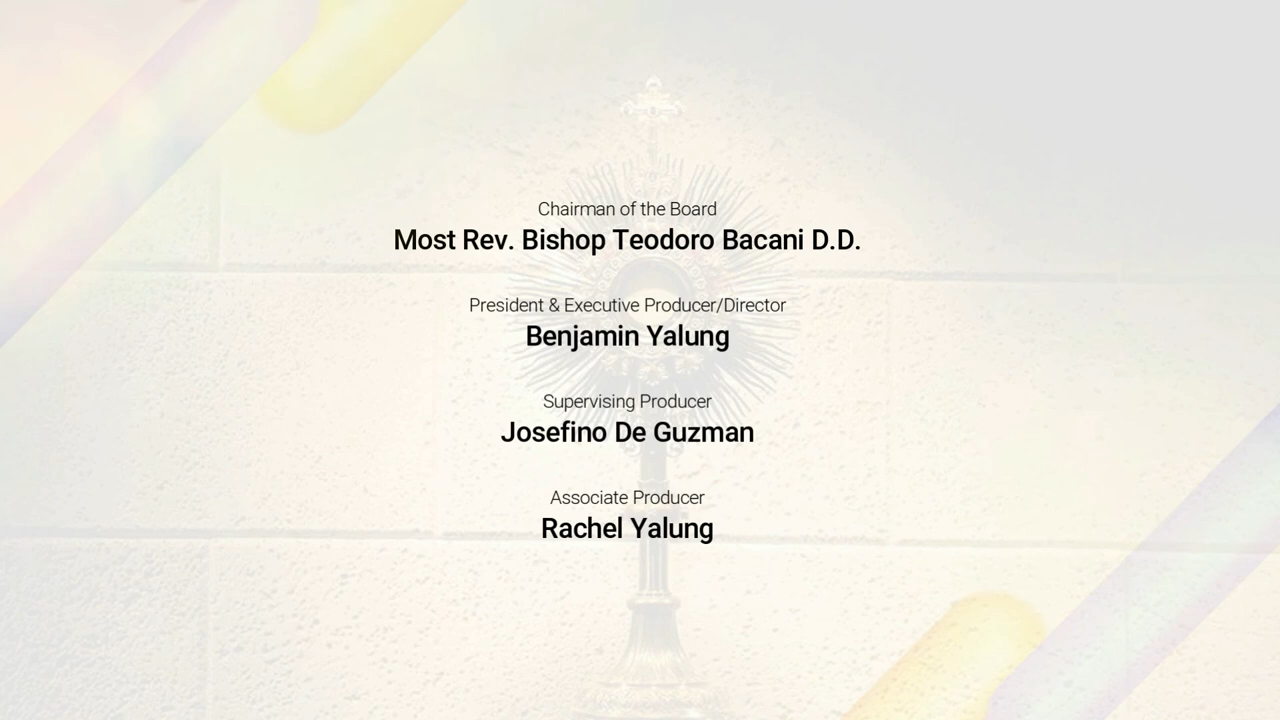 Chairman of the Board
Most Rev. Bishop Teodoro Bacani D.D.
President & Executive Producer/Director
Benjamin Yalung
Supervising Producer
Josefino De Guzman
Associate Producer
Rachel Yalung